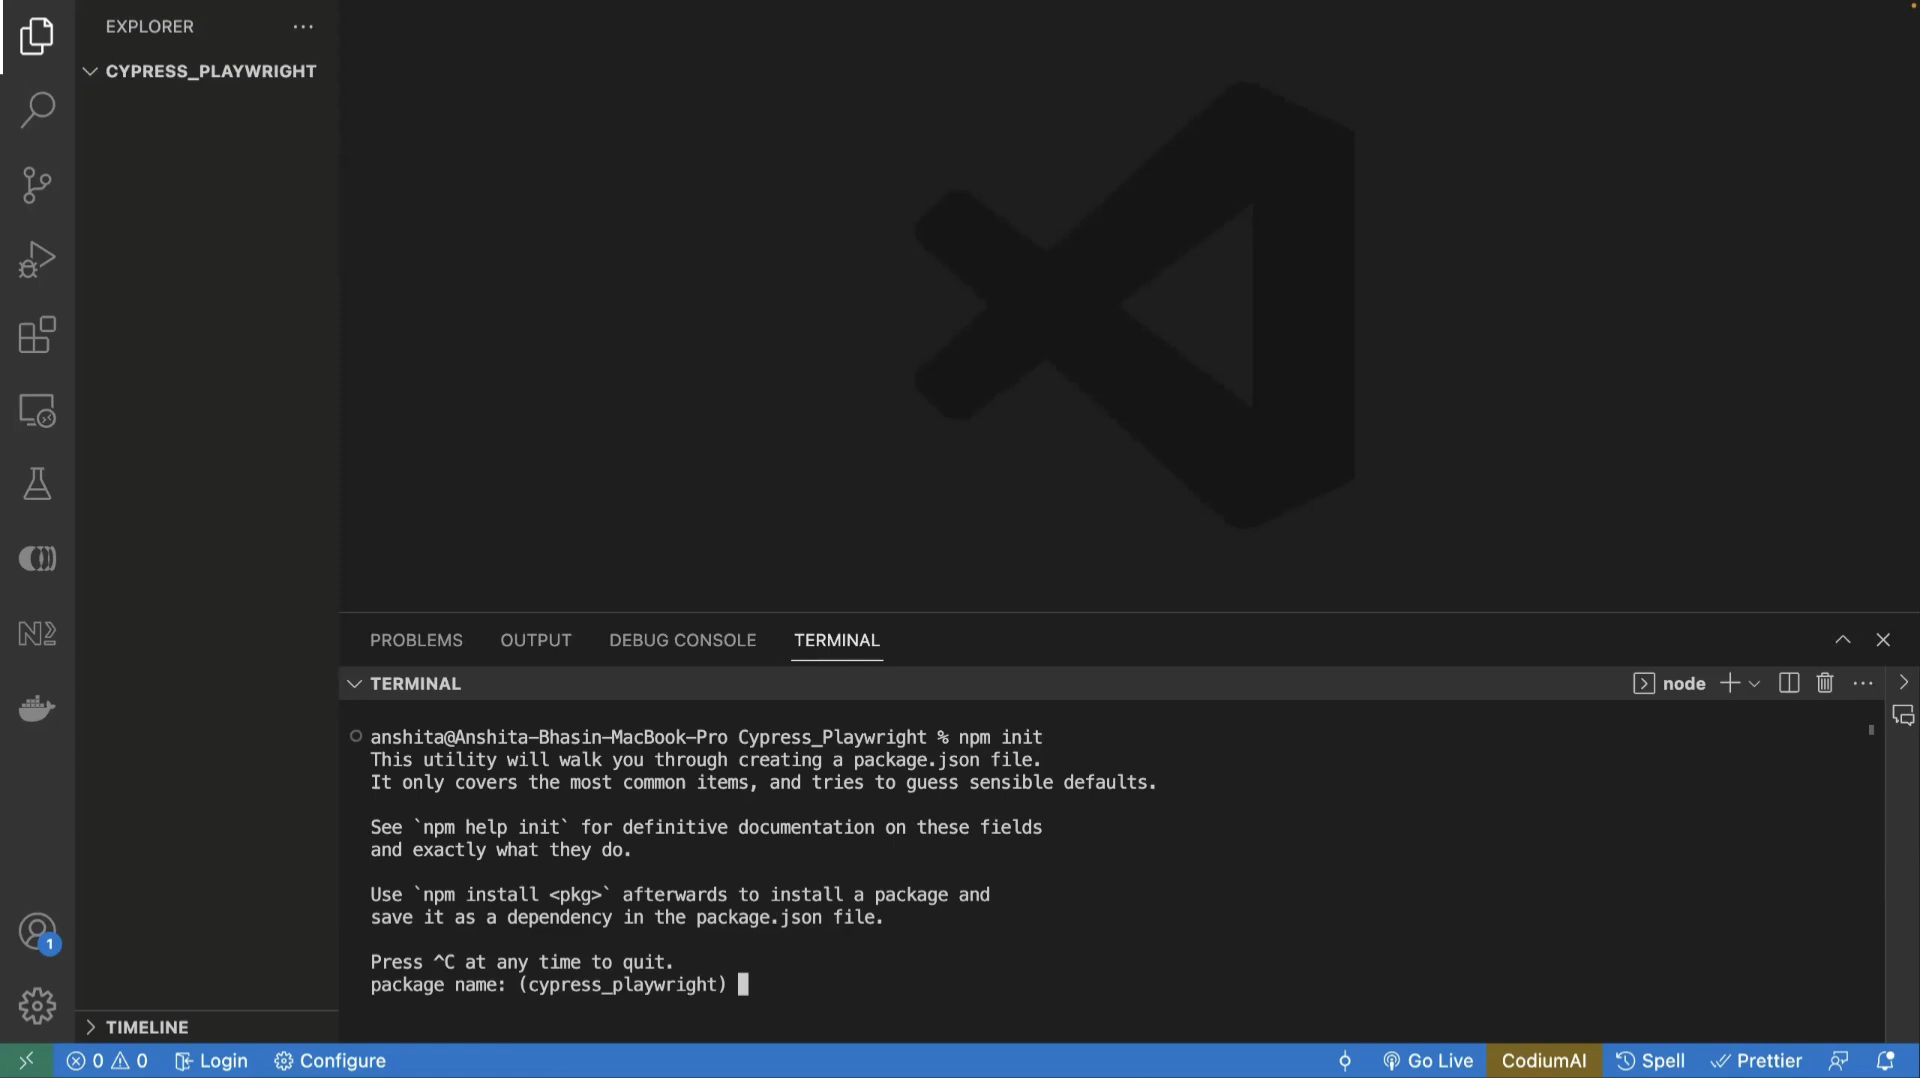 EXPLORER
CYPRESS_PLAYWRIGHT
PROBLEMS
OUTPUT
DEBUG CONSOLE
TERMINAL
TERMINAL
node
anshita@Anshita-Bhasin-MacBook-Pro Cypress_Playwright % npm init
This utility will walk you through creating a package.json file.
It only covers the most common items, and tries to guess sensible defaults.
See `npm help init` for definitive documentation on these fields
and exactly what they do.
Use `npm install <pkg>` afterwards to install a package and
save it as a dependency in the package.json file.
Press ^C at any time to quit.
package name: (cypress_playwright)
1
TIMELINE
0 0 Login Configure
Go Live
CodiumAI
Spell
Prettier